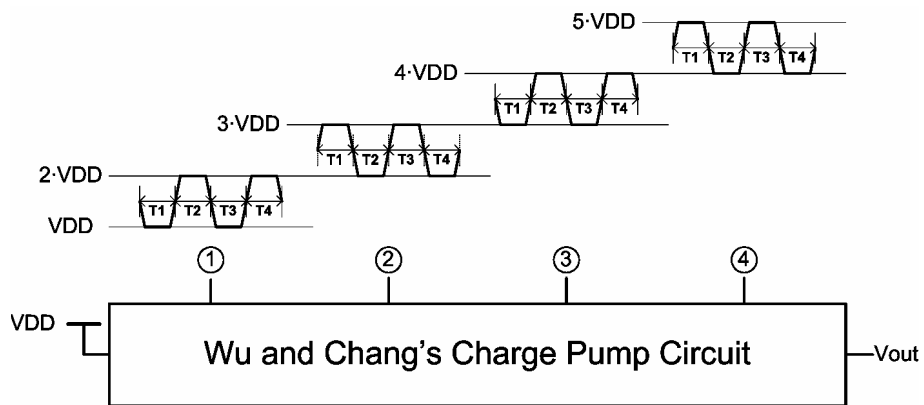 5·VDD
T1 T2 T3 T4
4·VDD
T1 T2 T3 T4
3·VDD
T1 T2 T3 T4
2·VDD
T1 T2 T3 T4
VDD
1 2 3 4
VDD
Wu and Chang's Charge Pump Circuit
Vout